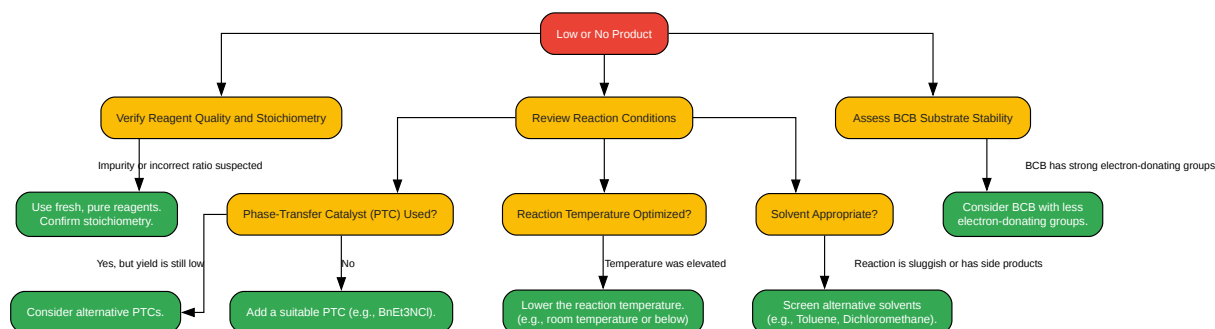 Low or No Product
Verify Reagent Quality and Stoichiometry
Review Reaction Conditions
Assess BCB Substrate Stability
Impurity or incorrect ratio suspected
BCB has strong electron-donating groups
Use fresh, pure reagents.
Confirm stoichiometry.
Phase-Transfer Catalyst (PTC) Used?
Reaction Temperature Optimized?
Solvent Appropriate?
Consider BCB with less
electron-donating groups.
Yes, but yield is still low
No
Temperature was elevated
Reaction is sluggish or has side products
Consider alternative PTCs.
Add a suitable PTC (e.g., BnEt3NCl).
Lower the reaction temperature.
(e.g., room temperature or below)
Screen alternative solvents
(e.g., Toluene, Dichloromethane).